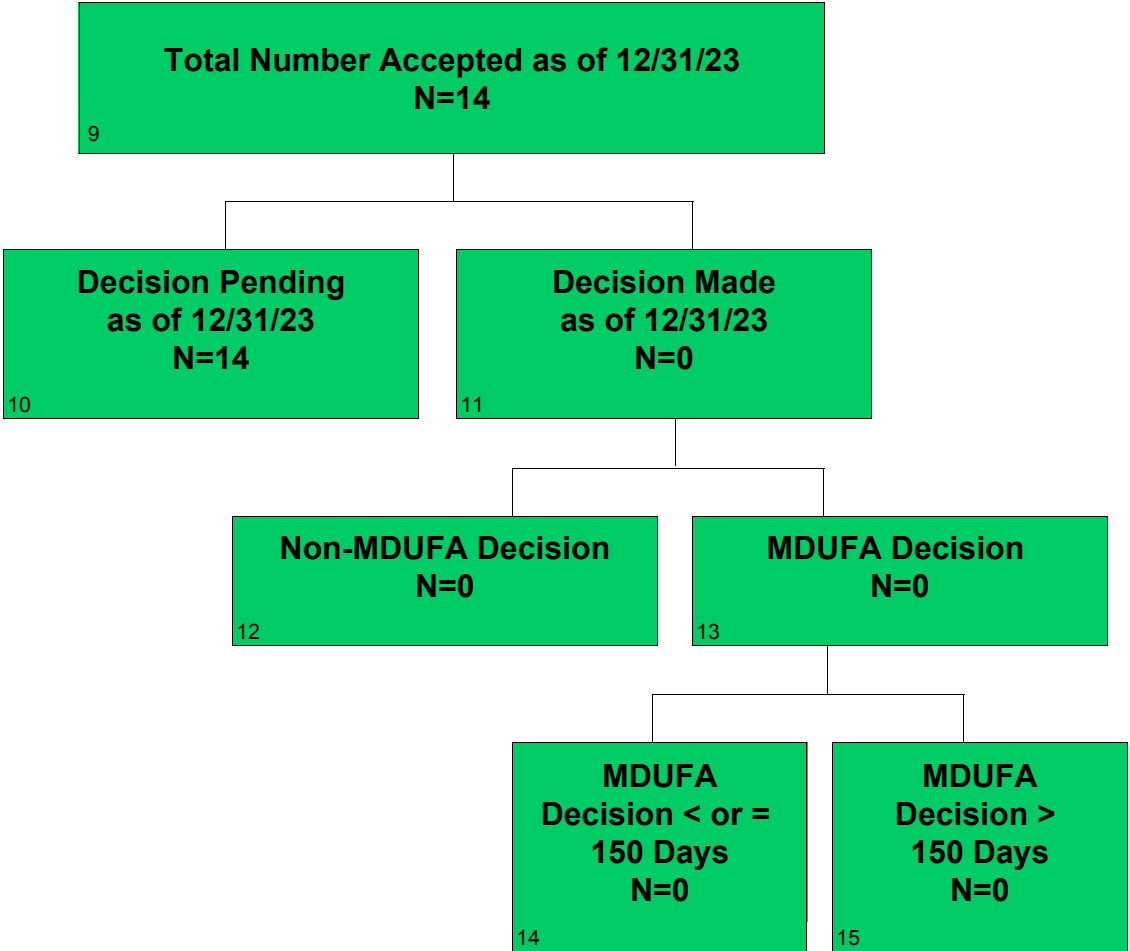 Total Number Accepted as of 12/31/23
N=14
9
Decision Pending
as of 12/31/23
N=14
10
Decision Made
as of 12/31/23
N=0
11
Non-MDUFA Decision
N=0
12
MDUFA Decision
N=0
13
MDUFA
Decision < or =
150 Days
N=0
14
MDUFA
Decision >
150 Days
N=0
15